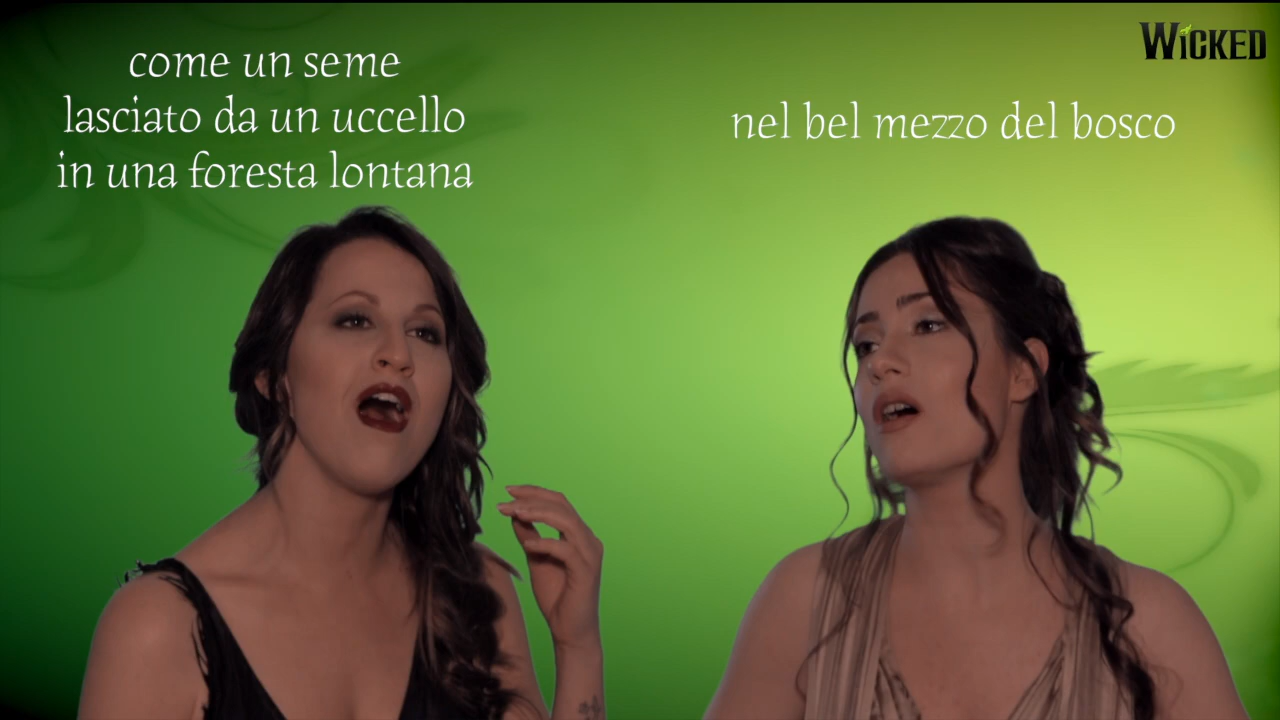 come un seme
lasciato da un uccello
in una foresta lontana
nel bel mezzo del bosco
WICKED